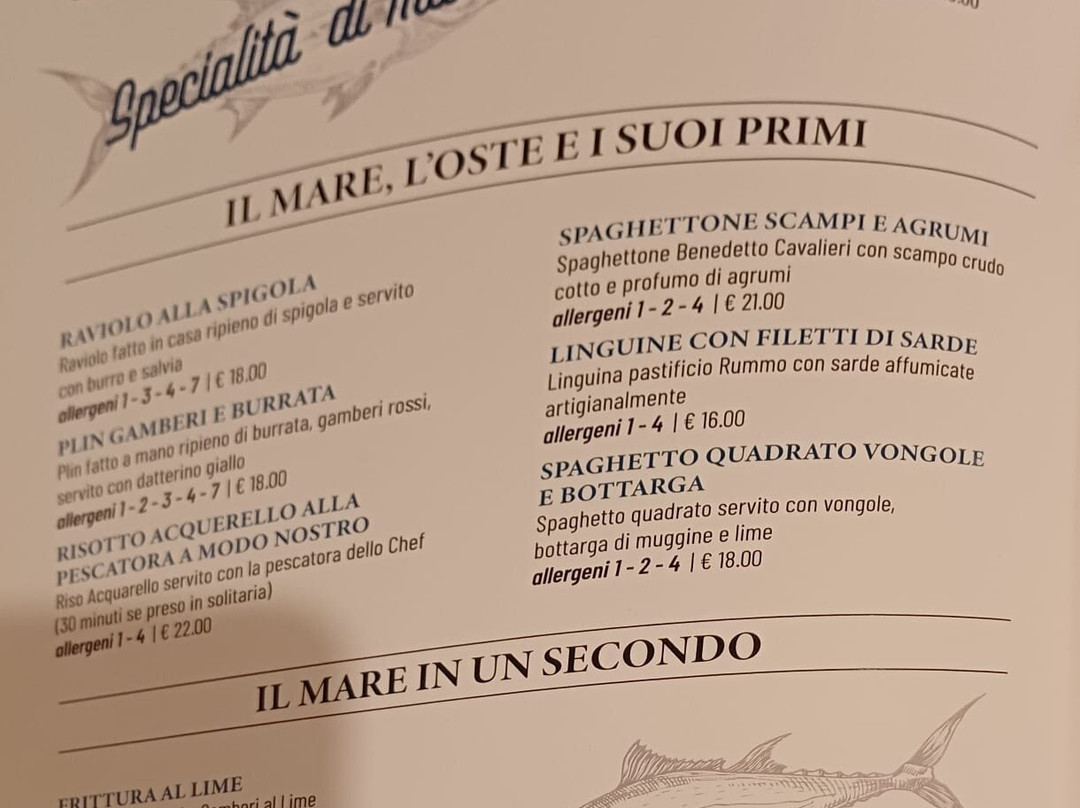 Specialità di
IL MARE, L'OSTE E I SUOI PRIMI
RAVIOLO ALLA SPIGOLA
Raviolo fatto in casa ripieno di spigola e servito
con burro e salvia
allergeni 1 - 3 - 4 - 7 | € 18.00
PLIN GAMBERI E BURRATA
Plin fatto a mano ripieno di burrata, gamberi rossi,
servito con datterino giallo
allergeni 1 - 2 - 3 - 4 - 7 | € 18.00
RISOTTO ACQUERELLO ALLA
PESCATORA A MODO NOSTRO
Riso Acquarello servito con la pescatora dello Chef
(30 minuti se preso in solitaria)
allergeni 1 - 4 | € 22.00
SPAGHETTONE SCAMPI E AGRUMI
Spaghettone Benedetto Cavalieri con scampo crudo
cotto e profumo di agrumi
allergeni 1 - 2 - 4 | € 21.00
LINGUINE CON FILETTI DI SARDE
Linguina pastificio Rummo con sarde affumicate
artigianalmente
allergeni 1 - 4 | € 16.00
SPAGHETTO QUADRATO VONGOLE
E BOTTARGA
Spaghetto quadrato servito con vongole,
bottarga di muggine e lime
allergeni 1 - 2 - 4 | € 18.00
IL MARE IN UN SECONDO
FRITTURA AL LIME
al Lime